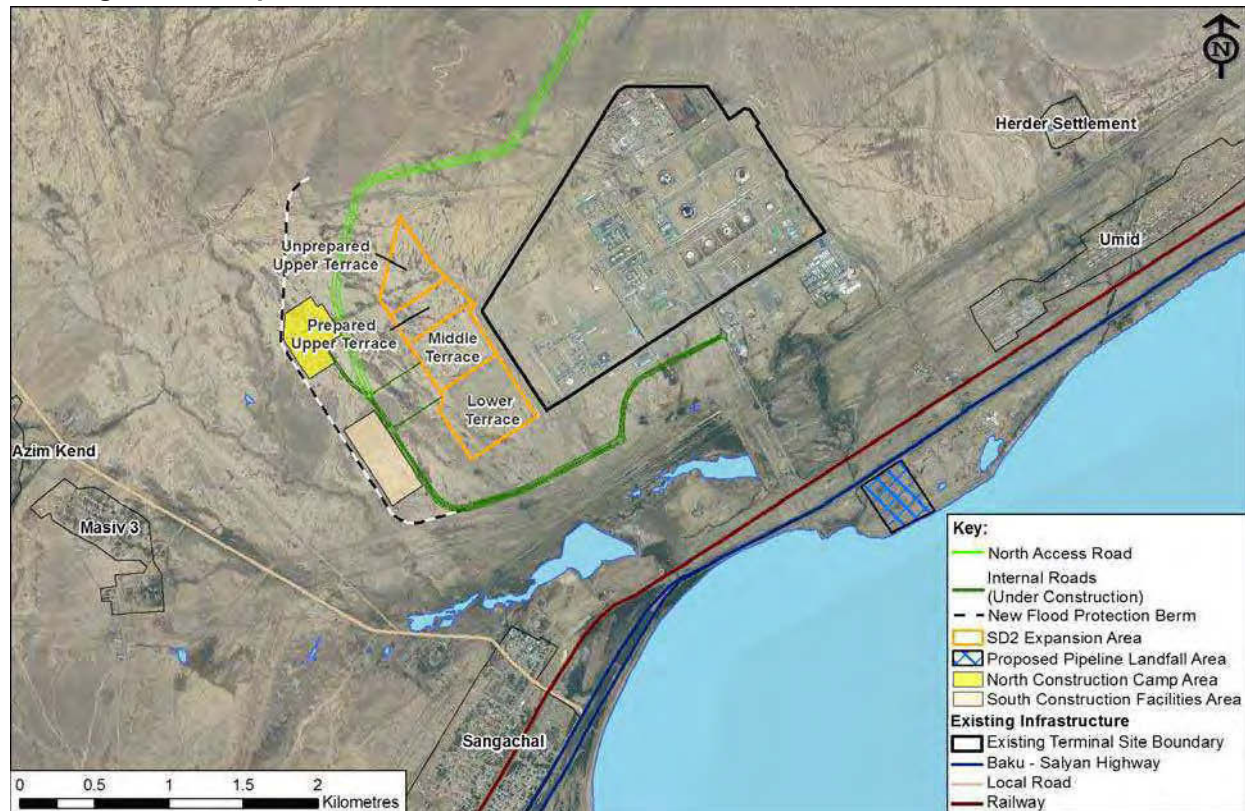 N
Herder Settlement
Umid
Unprepared
Upper Terrace
Prepared
Upper Terrace
Middle
Terrace
Lower
Terrace
Azim Kend
Masiv 3
Sangachal
Key:
North Access Road
Internal Roads
(Under Construction)
New Flood Protection Berm
SD2 Expansion Area
Proposed Pipeline Landfall Area
North Construction Camp Area
South Construction Facilities Area
Existing Infrastructure
Existing Terminal Site Boundary
Baku - Salyan Highway
Local Road
Railway
0 0.5 1 1.5 2
Kilometres